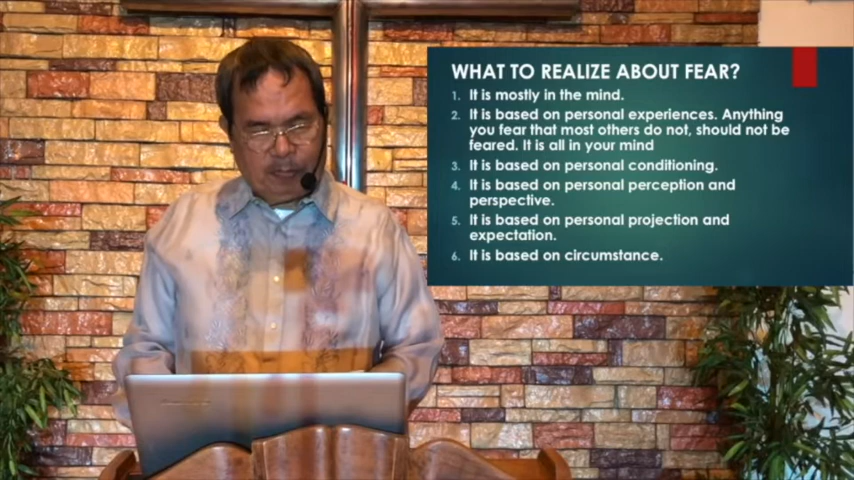 WHAT TO REALIZE ABOUT FEAR?
1. It is mostly in the mind.
2. It is based on personal experiences. Anything
you fear that most others do not, should not be
feared. It is all in your mind
3. It is based on personal conditioning.
4. It is based on personal perception and
perspective.
5. It is based on personal projection and
expectation.
6. It is based on circumstance.